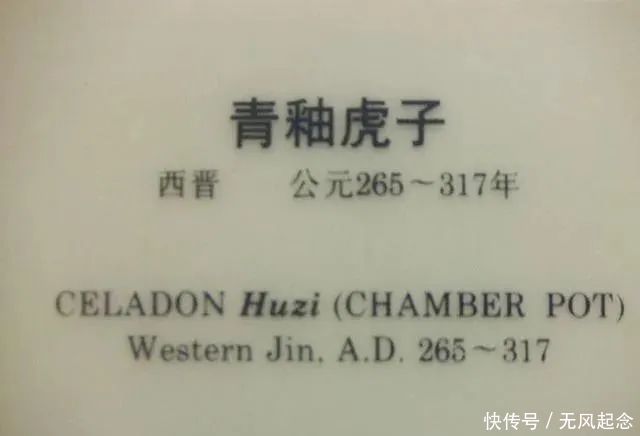 青釉虎子
西晋 公元265～317年
CELADON Huzi (CHAMBER POT)
Western Jin. A.D. 265～317
快传号 / 无风起念